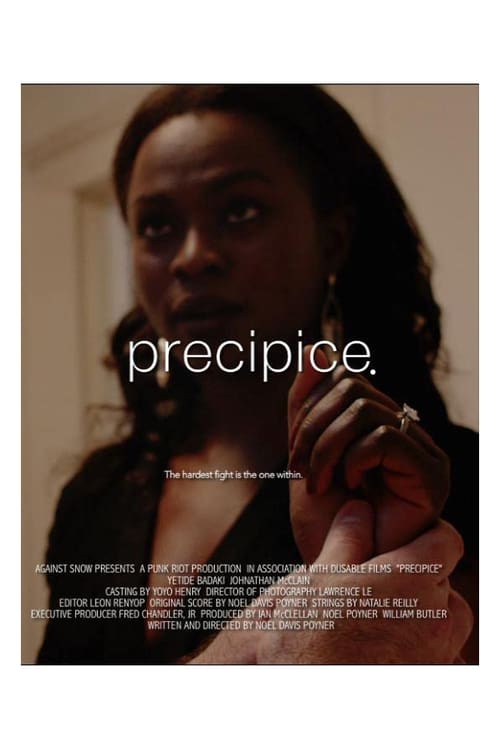 precipice.
The hardest fight is the one within.
AGAINST SNOW PRESENTS A PUNK RIOT PRODUCTION IN ASSOCIATION WITH DUSABLE FILMS "PRECIPICE"
YETIDE BADAKI JOHNATHAN McCLAIN
CASTING BY YOYO HENRY DIRECTOR OF PHOTOGRAPHY LAWRENCE LE
EDITOR LEON RENYOP ORIGINAL SCORE BY NOEL DAVIS POYNER STRINGS BY NATALIE REILLY
EXECUTIVE PRODUCER FRED CHANDLER, JR PRODUCED BY IAN McCLELLAN NOEL POYNER WILLIAM BUTLER
WRITTEN AND DIRECTED BY NOEL DAVIS POYNER